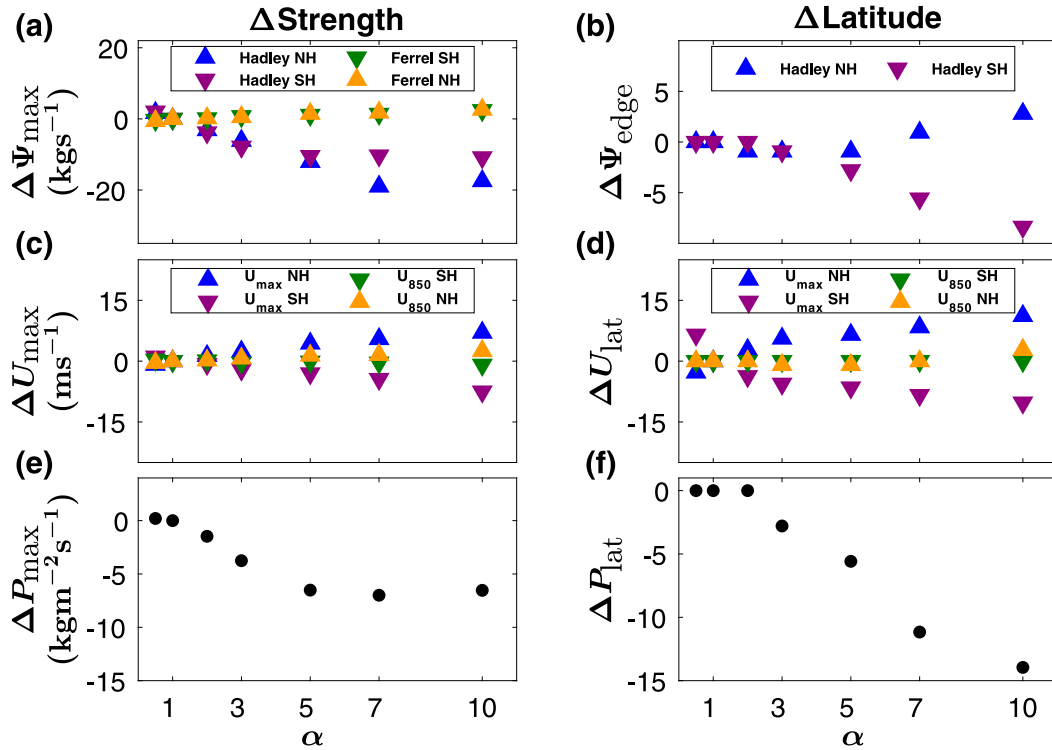 ΔStrength
ΔLatitude
(a)
ΔΨmax
(kgs−1)
20
0
-20
Hadley NH
Ferrel SH
Hadley SH
Ferrel NH
(b)
ΔΨedge
5
0
-5
Hadley NH
Hadley SH
(c)
ΔUmax
(ms−1)
15
0
-15
Umax NH
U850 SH
Umax SH
U850 NH
(d)
ΔUlat
15
0
-15
Umax NH
U850 SH
Umax SH
U850 NH
(e)
ΔPmax
(kgm−2s−1)
0
-5
-10
-15
1
3
5
7
10
α
(f)
ΔPlat
0
-5
-10
-15
1
3
5
7
10
α